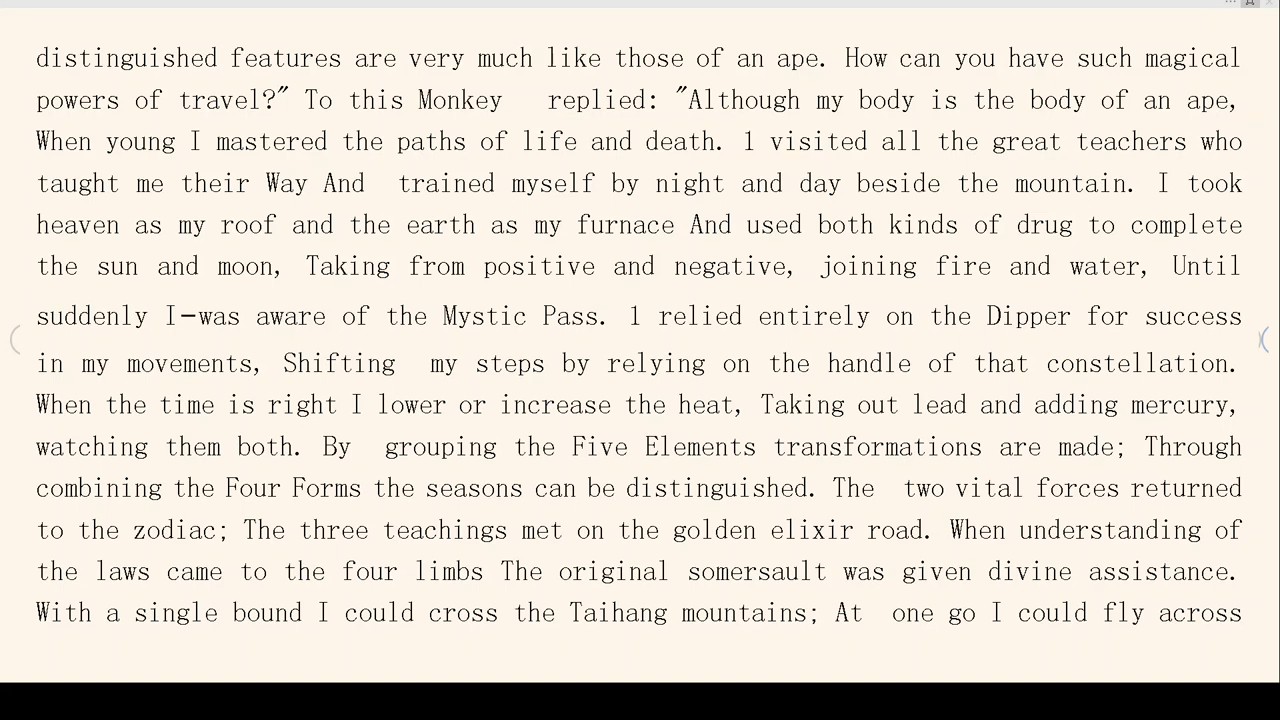 distinguished features are very much like those of an ape. How can you have such magical
powers of travel?" To this Monkey replied: "Although my body is the body of an ape,
When young I mastered the paths of life and death. 1 visited all the great teachers who
taught me their Way And trained myself by night and day beside the mountain. I took
heaven as my roof and the earth as my furnace And used both kinds of drug to complete
the sun and moon, Taking from positive and negative, joining fire and water, Until
suddenly I-was aware of the Mystic Pass. 1 relied entirely on the Dipper for success
in my movements, Shifting my steps by relying on the handle of that constellation.
When the time is right I lower or increase the heat, Taking out lead and adding mercury,
watching them both. By grouping the Five Elements transformations are made; Through
combining the Four Forms the seasons can be distinguished. The two vital forces returned
to the zodiac; The three teachings met on the golden elixir road. When understanding of
the laws came to the four limbs The original somersault was given divine assistance.
With a single bound I could cross the Taihang mountains; At one go I could fly across